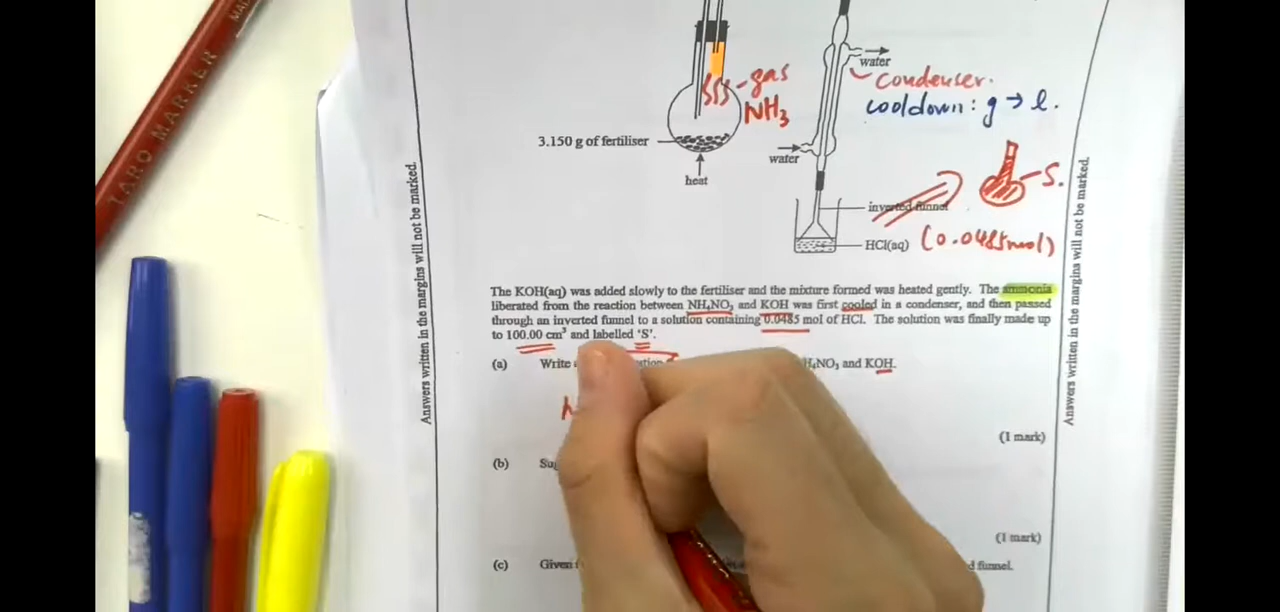 TARO MARKER
MA
Answers written in the margins will not be marked.
gas
NH₃
3.150 g of fertiliser
heat
water
condenser.
cooldown: g → l.
water
S.
inverted funnel
HCl(aq) (0.0485mol)
Answers written in the margins will not be marked.
The KOH(aq) was added slowly to the fertiliser and the mixture formed was heated gently. The ammonia
liberated from the reaction between NH₄NO₃ and KOH was first cooled in a condenser, and then passed
through an inverted funnel to a solution containing 0.0485 mol of HCl. The solution was finally made up
to 100.00 cm³ and labelled ‘S’.
(a) Write H₄NO₃ and KOH.
(1 mark)
(b)
(1 mark)
(c) Given funnel.